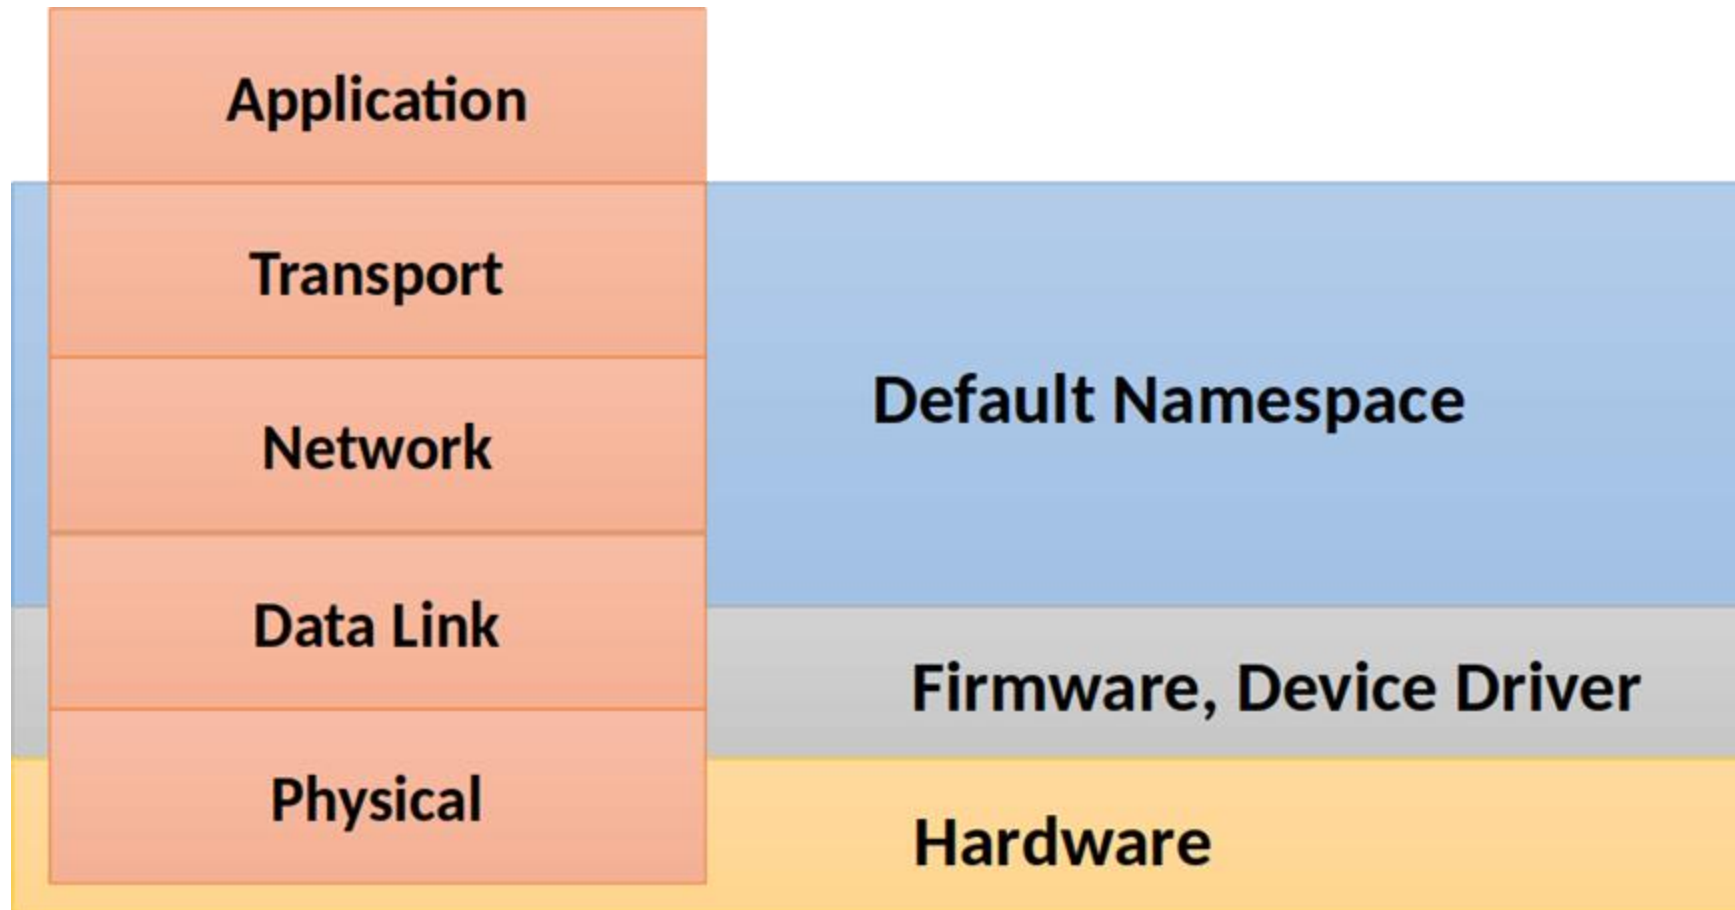 Application
Transport
Default Namespace
Network
Data Link
Firmware, Device Driver
Physical
Hardware